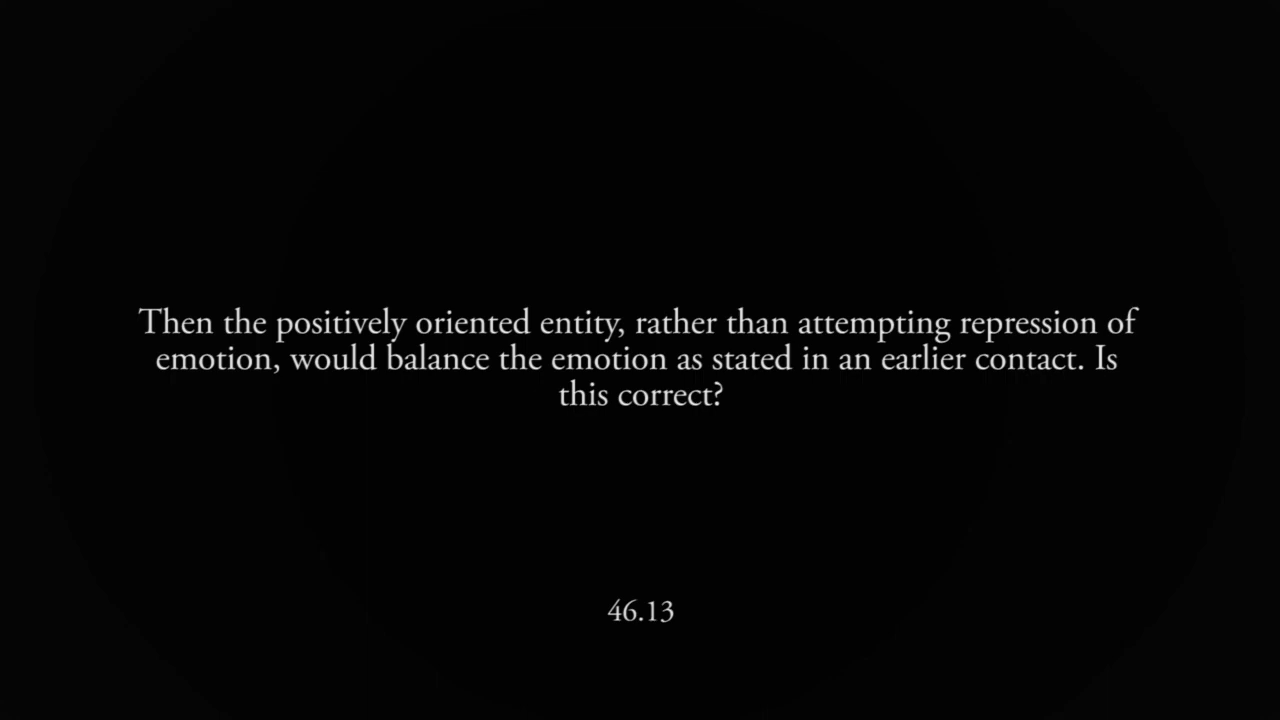 Then the positively oriented entity, rather than attempting repression of
emotion, would balance the emotion as stated in an earlier contact. Is
this correct?
46.13